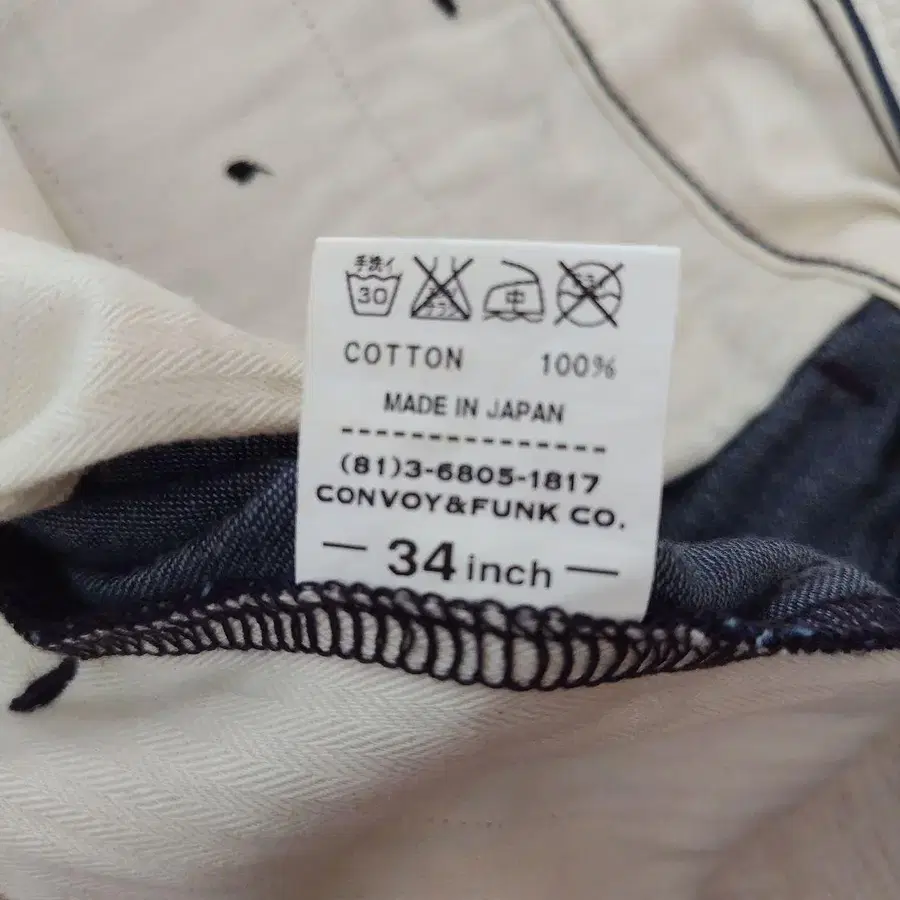 手洗イ
30
中
COTTON 100%
MADE IN JAPAN
(81)3-6805-1817
CONVOY&FUNK CO.
34 inch